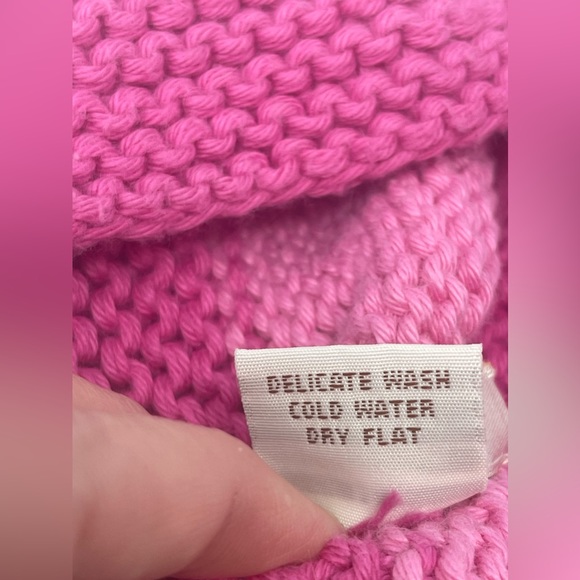 DELICATE WASH
COLD WATER
DRY FLAT